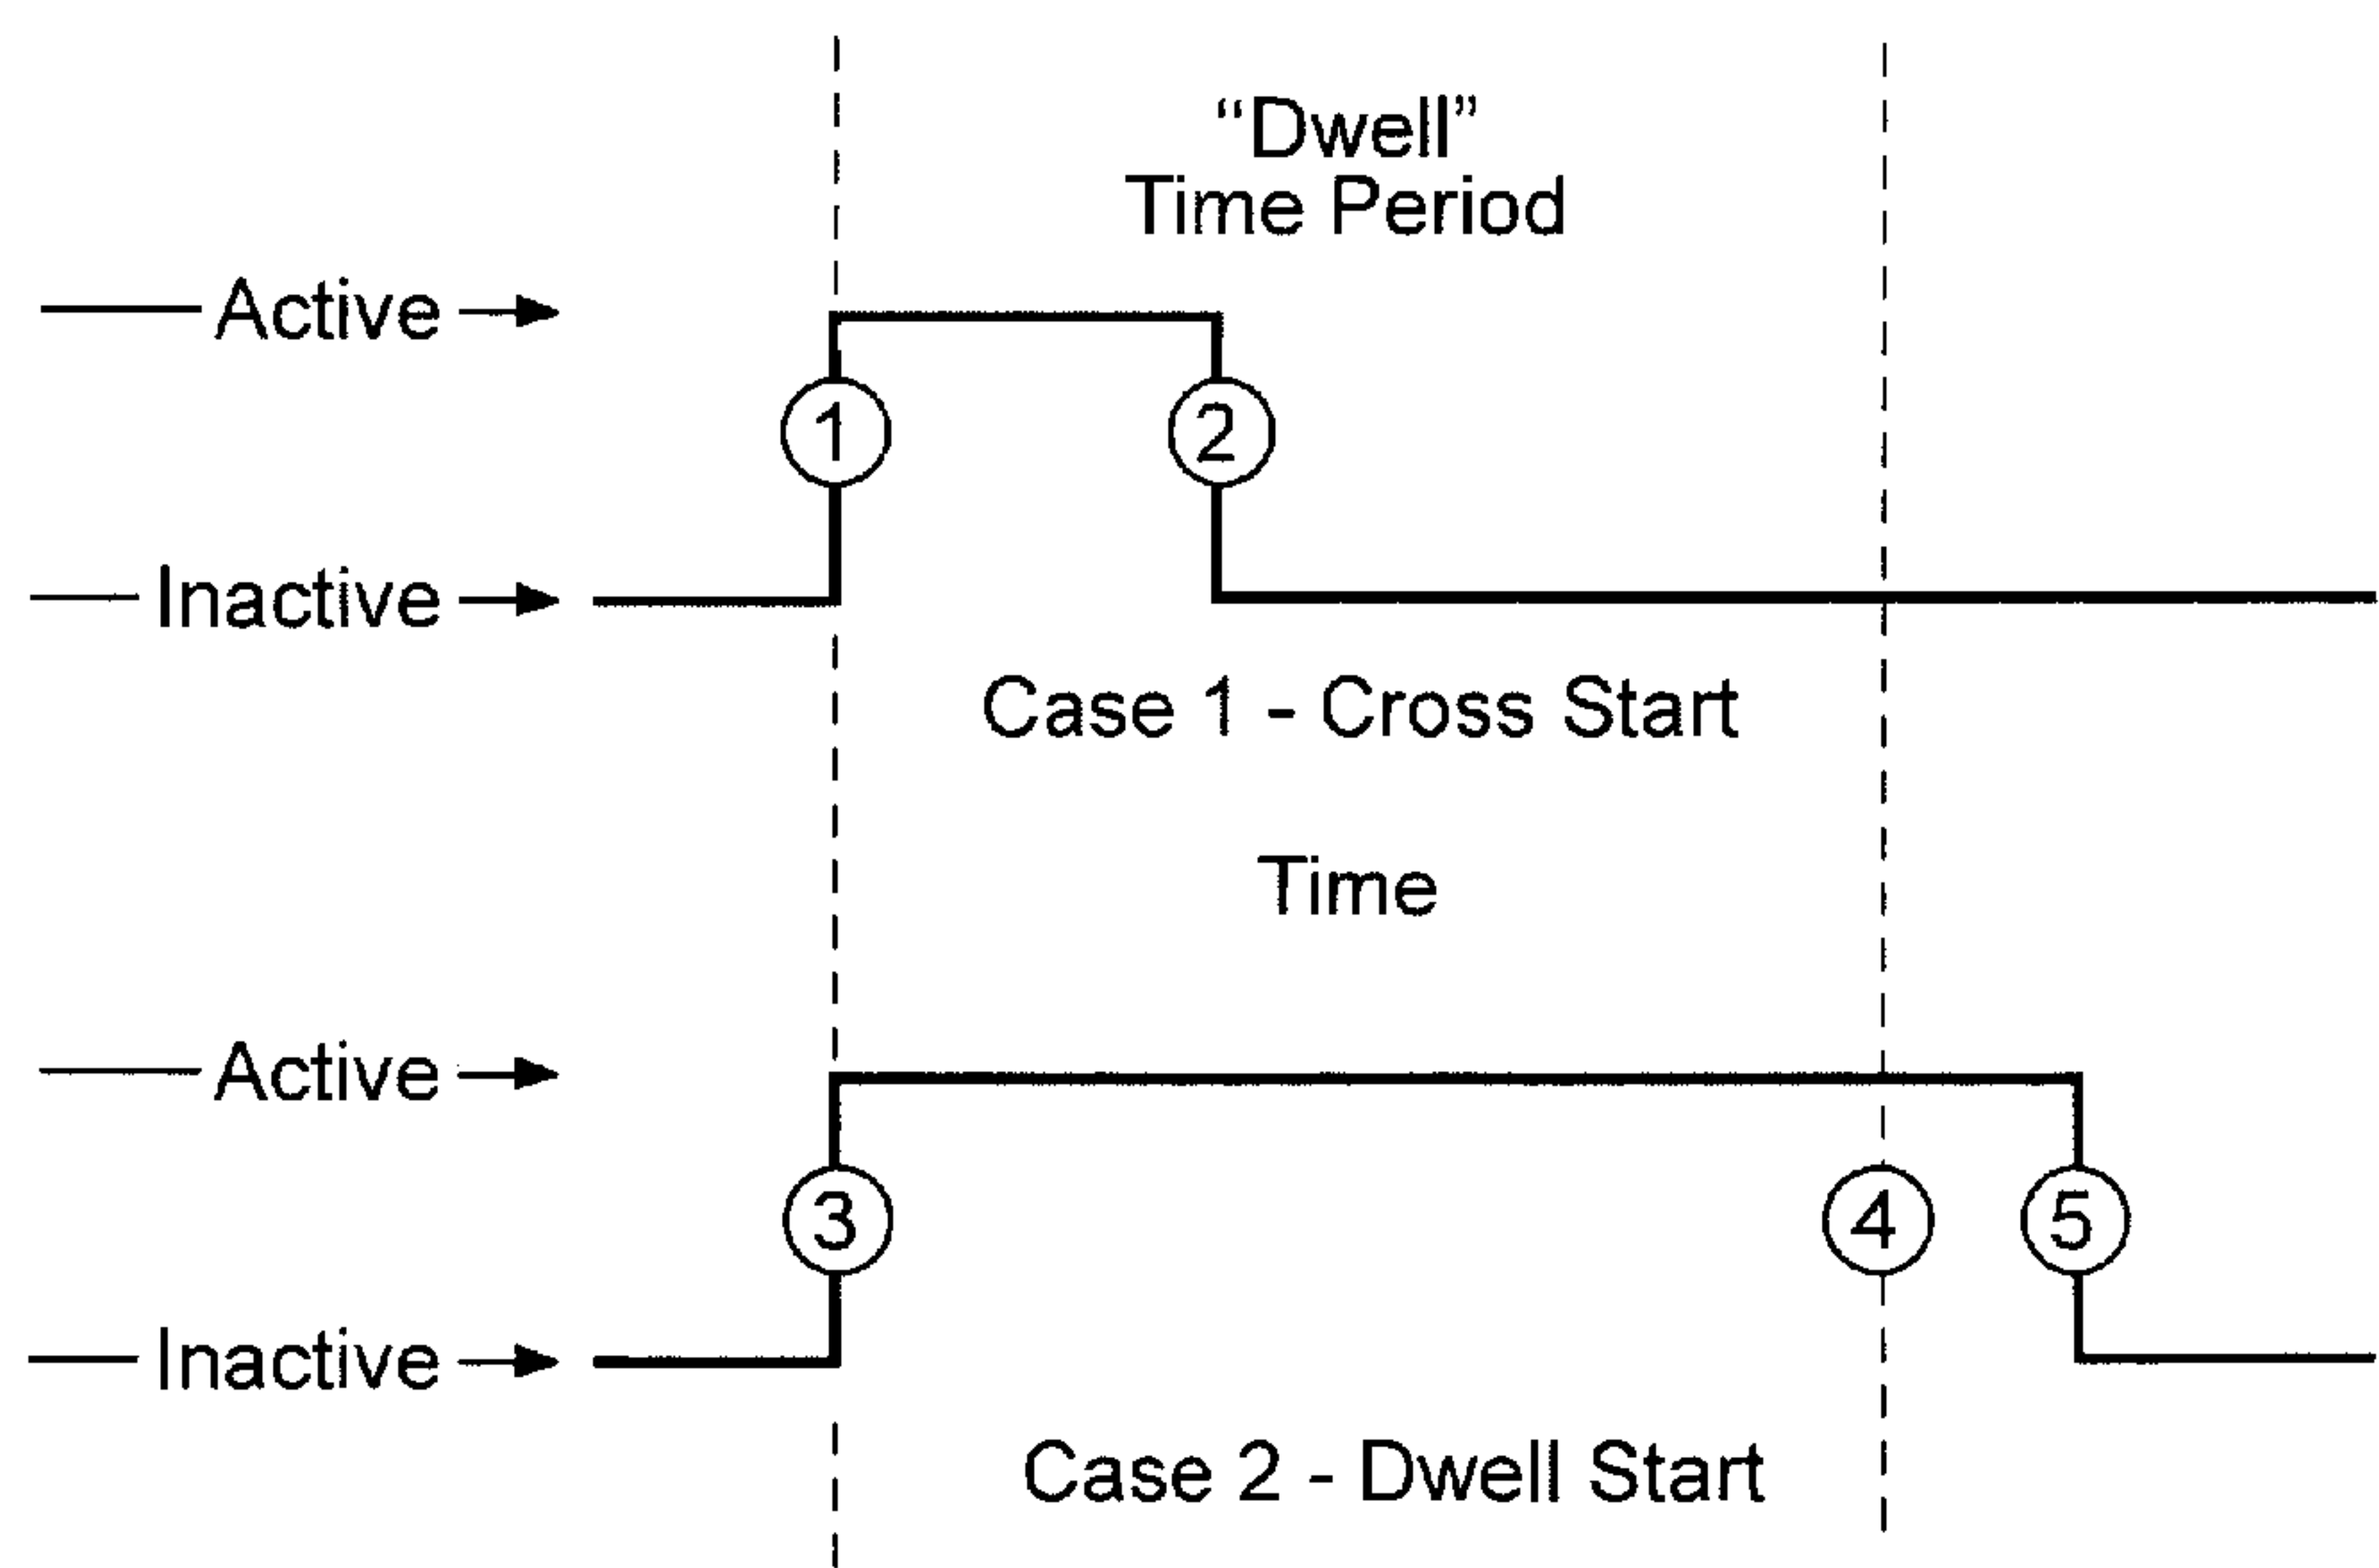 “Dwell”
Time Period
Active
1
2
Inactive
Case 1 - Cross Start
Time
Active
3
4
5
Inactive
Case 2 - Dwell Start